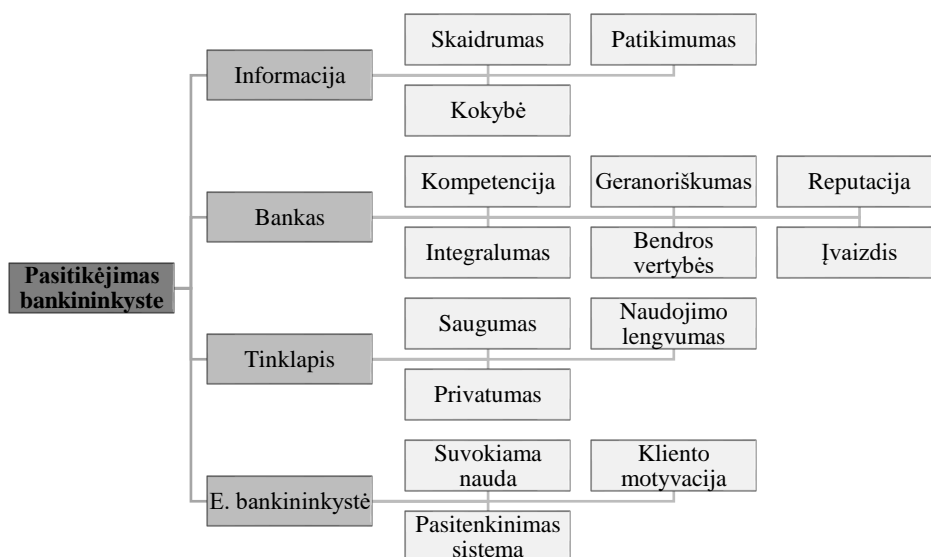 Skaidrumas
Patikimumas
Informacija
Kokybė
Kompetencija
Geranoriškumas
Reputacija
Bankas
Integralumas
Bendros
vertybės
Įvaizdis
Pasitikėjimas
bankininkyste
Saugumas
Naudojimo
lengvumas
Tinklapis
Privatumas
Suvokiama
nauda
Kliento
motyvacija
E. bankininkystė
Pasitenkinimas
sistema